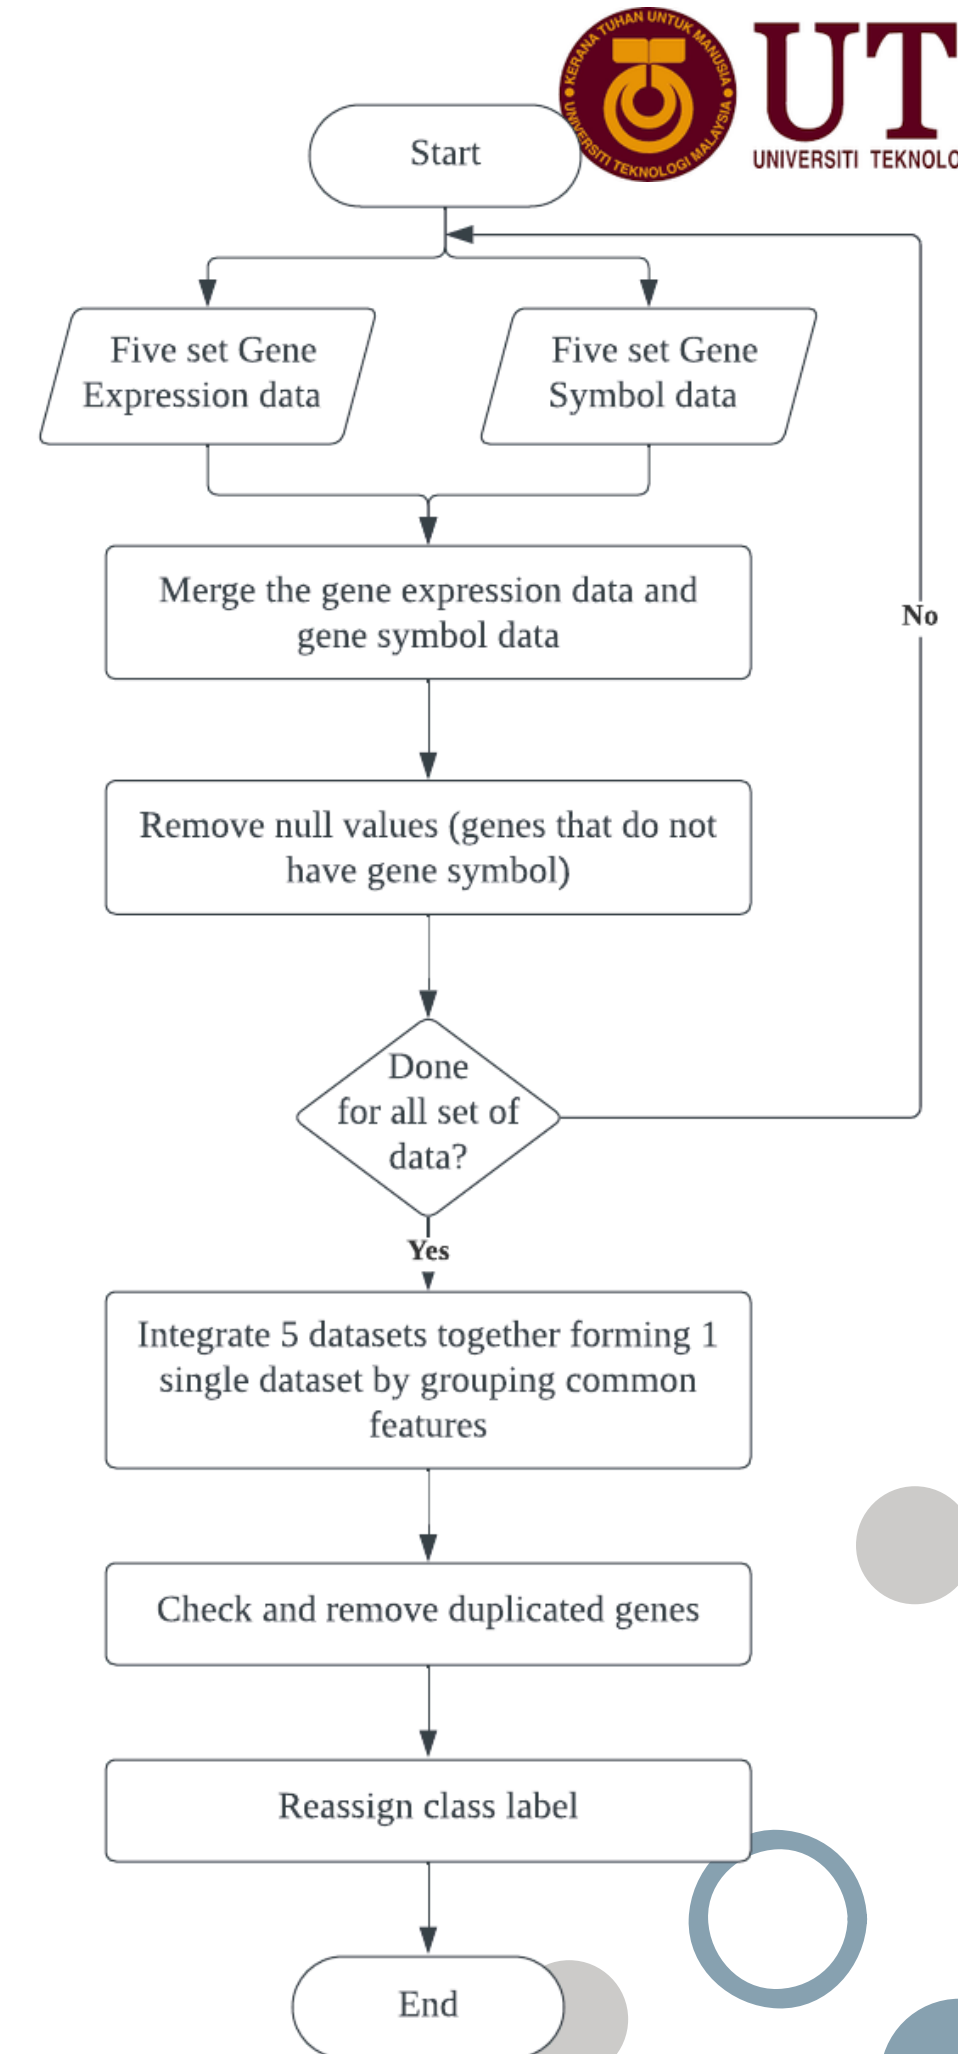 KERANA TUHAN UNTUK MANUSIA
UNIVERSITI TEKNOLOGI MALAYSIA
UT
UNIVERSITI TEKNOLO
Start
Five set Gene
Expression data
Five set Gene
Symbol data
Merge the gene expression data and
gene symbol data
No
Remove null values (genes that do not
have gene symbol)
Done
for all set of
data?
Yes
Integrate 5 datasets together forming 1
single dataset by grouping common
features
Check and remove duplicated genes
Reassign class label
End